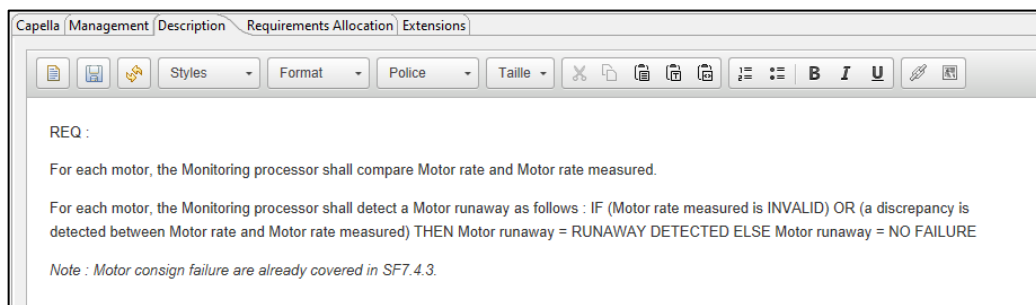 Capella Management Description Requirements Allocation Extensions
Styles Format Police Taille B I U
REQ :
For each motor, the Monitoring processor shall compare Motor rate and Motor rate measured.
For each motor, the Monitoring processor shall detect a Motor runaway as follows : IF (Motor rate measured is INVALID) OR (a discrepancy is
detected between Motor rate and Motor rate measured) THEN Motor runaway = RUNAWAY DETECTED ELSE Motor runaway = NO FAILURE
Note : Motor consign failure are already covered in SF7.4.3.